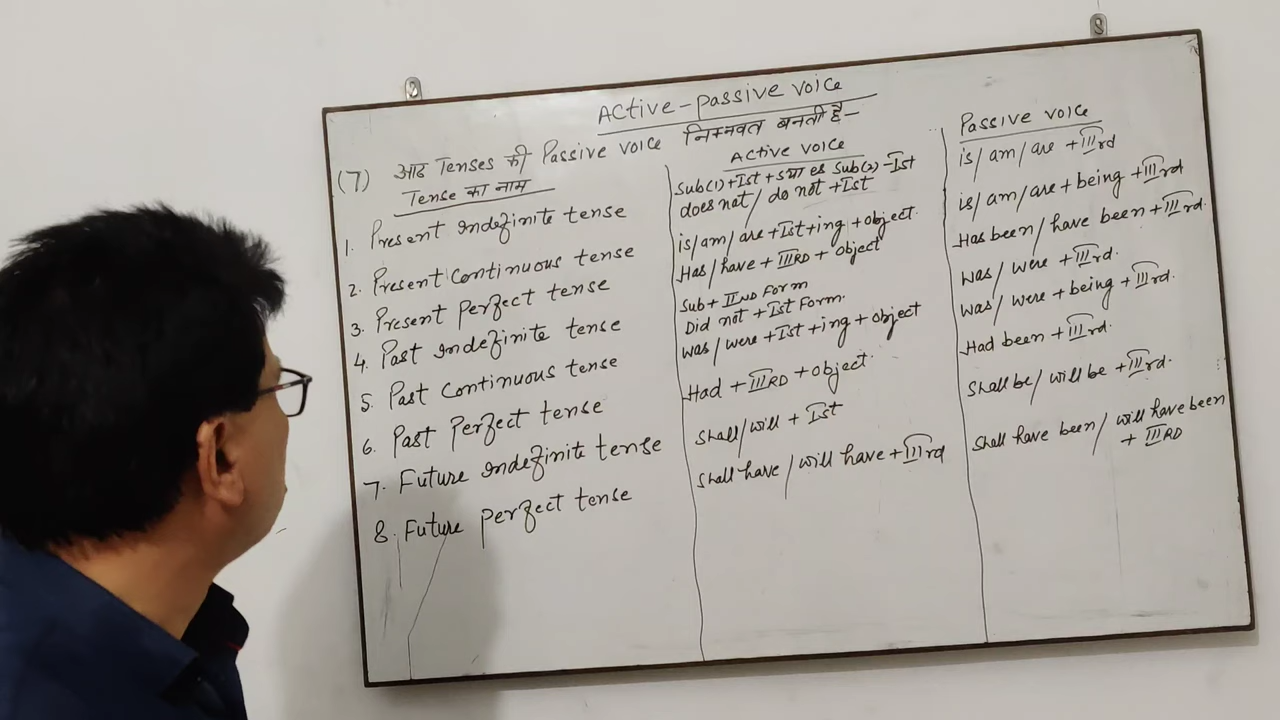 Active-passive voice
(7) आठ Tenses की Passive voice निम्नवत बनती है-
Tense का नाम
1. Present indefinite tense
2. Present Continuous tense
3. Present perfect tense
4. Past indefinite tense
5. Past Continuous tense
6. Past Perfect tense
7. Future indefinite tense
8. Future perfect tense
Active voice
Sub(1)+Ist+s या es Sub(2)-Ist
does not/do not +Ist
is/am/are+Ist+ing+object.
Has/have + IIIRD + object
Sub+ IIND Form
Did not +Ist Form.
was/were +Ist+ing+object
Had + IIIRD + object.
Shall/will + Ist
Shall have/will have+IIIrd
Passive voice
is/am/are +IIIrd
is/am/are+being+IIIrd
Has been/have been+IIIrd.
was/were +IIIrd.
was/were+being+IIIrd.
Had been +IIIrd.
Shall be/will be +IIIrd.
Shall have been/will have been
+ IIIRD